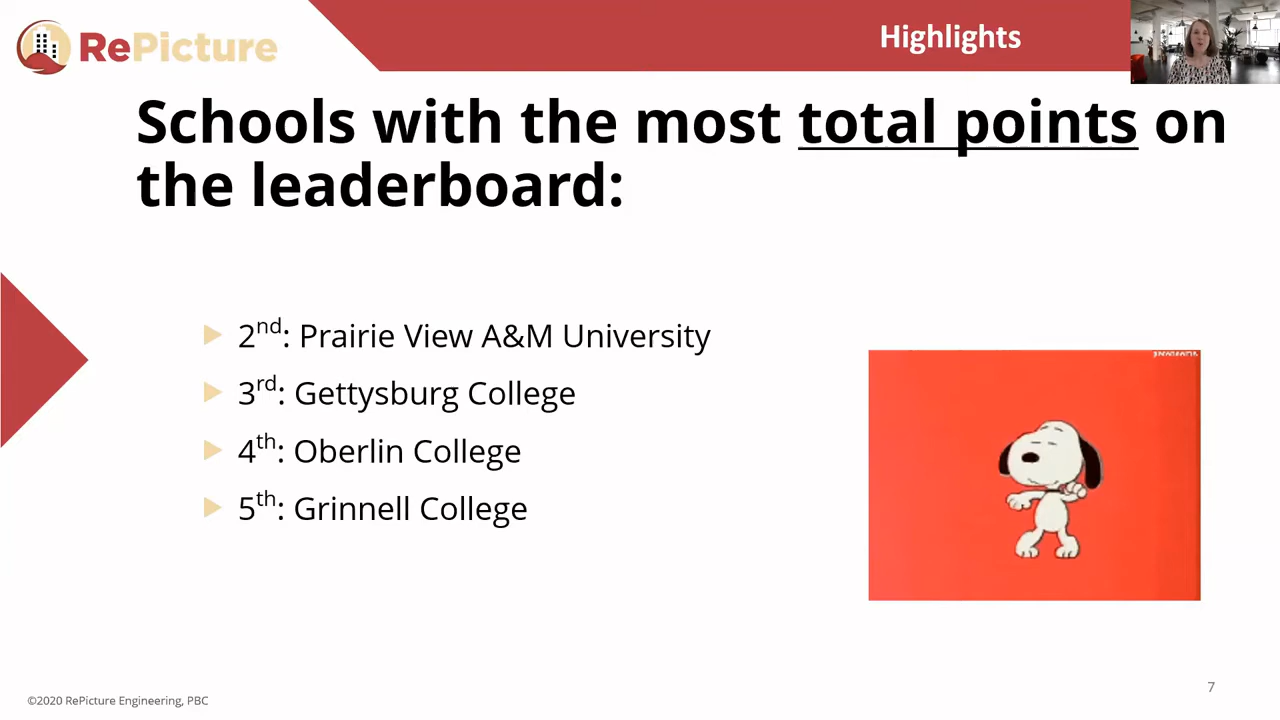 RePicture
Highlights
Schools with the most total points on
the leaderboard:
2nd: Prairie View A&M University
3rd: Gettysburg College
4th: Oberlin College
5th: Grinnell College
©2020 RePicture Engineering, PBC
7